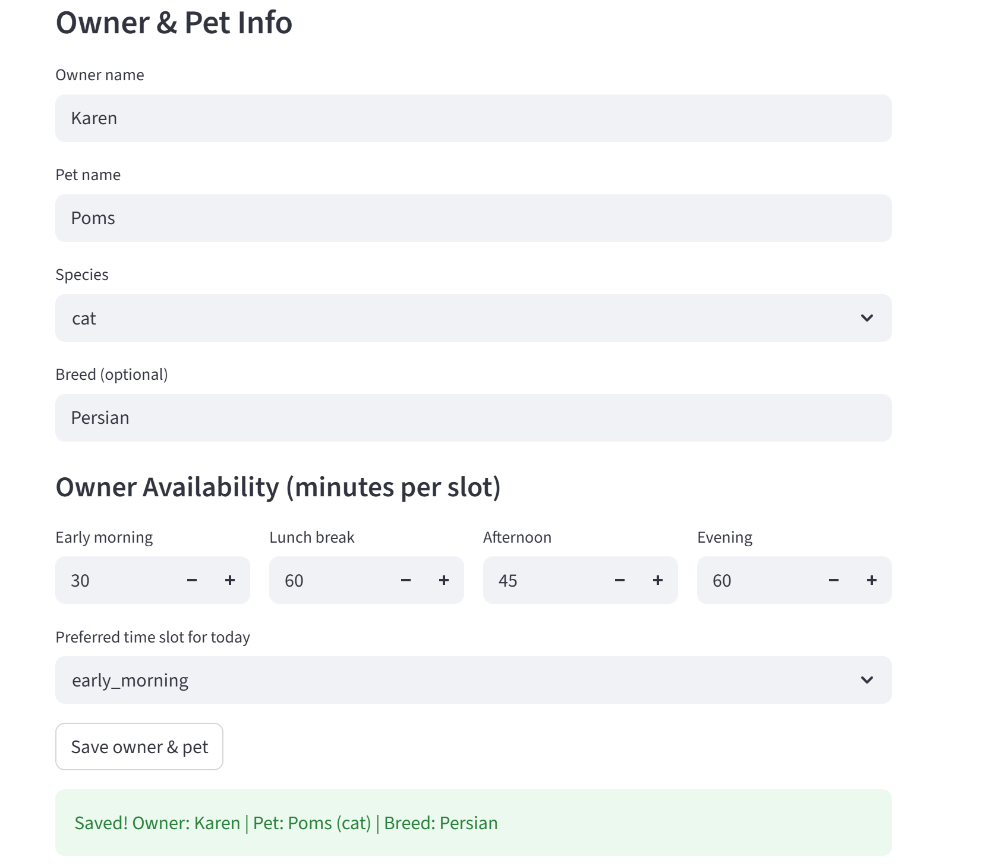 Owner & Pet Info
Owner name
Karen
Pet name
Poms
Species
cat
Breed (optional)
Persian
Owner Availability (minutes per slot)
Early morning Lunch break Afternoon Evening
30 − + 60 − + 45 − + 60 − +
Preferred time slot for today
early_morning
Save owner & pet
Saved! Owner: Karen | Pet: Poms (cat) | Breed: Persian